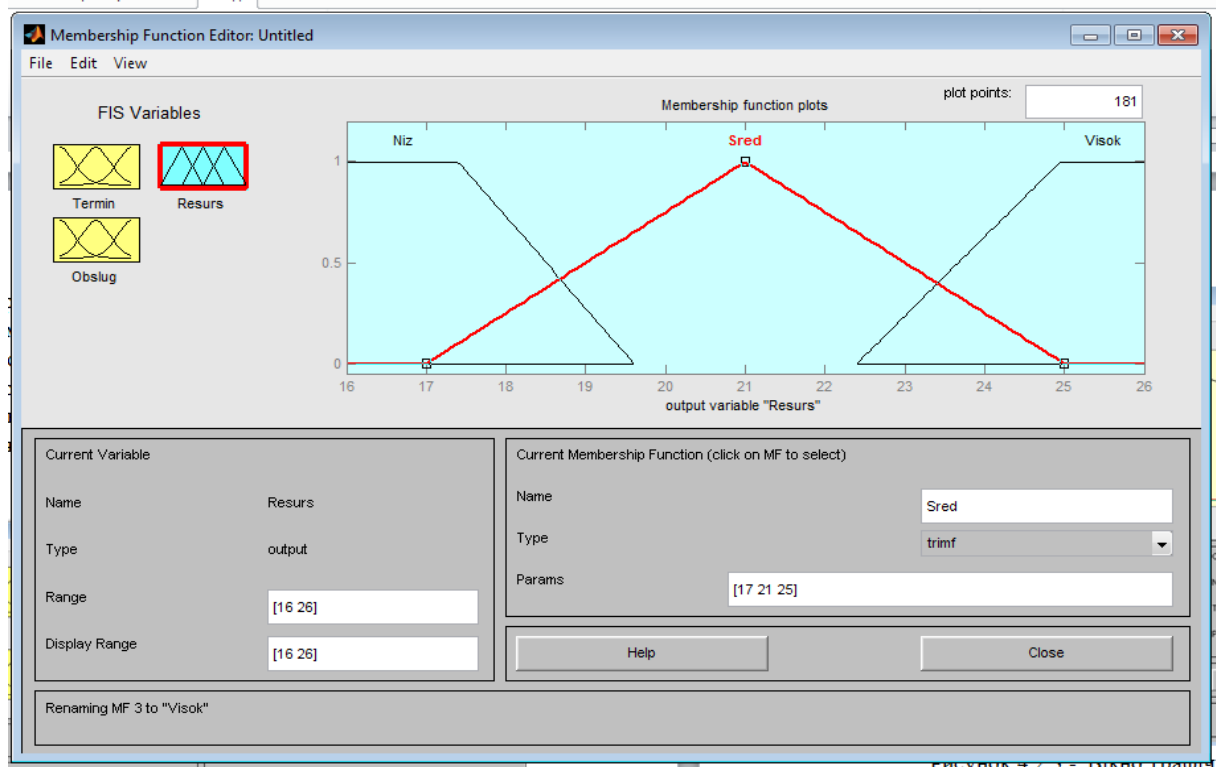 Membership Function Editor: Untitled
File Edit View
FIS Variables
Termin
Resurs
Obslug
Membership function plots
plot points:
181
Niz
Sred
Visok
1
0.5
0
16 17 18 19 20 21 22 23 24 25 26
output variable "Resurs"
Current Variable
Name Resurs
Type output
Range [16 26]
Display Range [16 26]
Current Membership Function (click on MF to select)
Name Sred
Type trimf
Params [17 21 25]
Help
Close
Renaming MF 3 to "Visok"